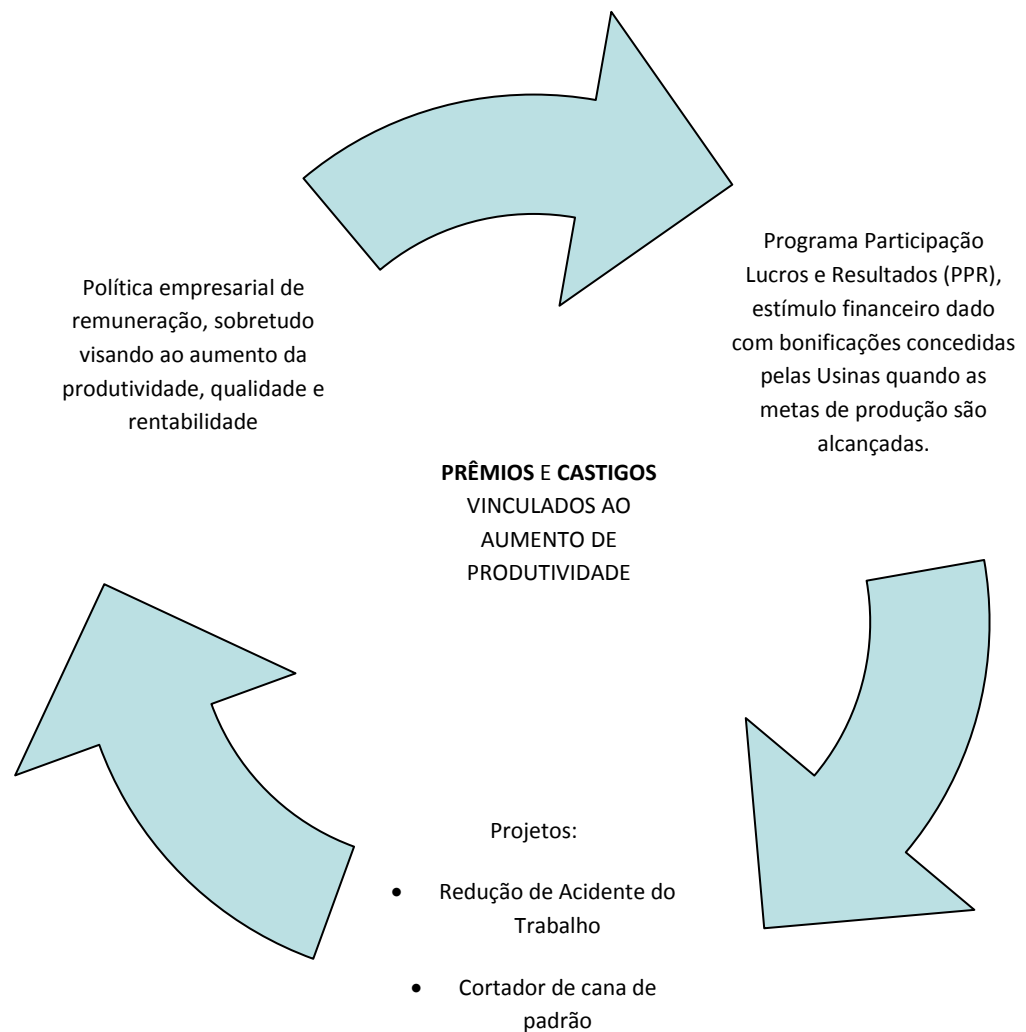 Política empresarial de
remuneração, sobretudo
visando ao aumento da
produtividade, qualidade e
rentabilidade
Programa Participação
Lucros e Resultados (PPR),
estímulo financeiro dado
com bonificações concedidas
pelas Usinas quando as
metas de produção são
alcançadas.
PRÊMIOS E CASTIGOS
VINCULADOS AO
AUMENTO DE
PRODUTIVIDADE
Projetos:
• Redução de Acidente do
Trabalho
• Cortador de cana de
padrão